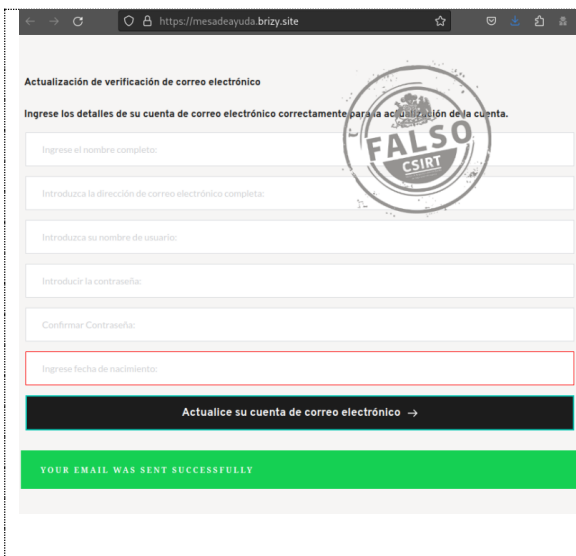 https://mesadeayuda.brizy.site
Actualización de verificación de correo electrónico
Ingrese los detalles de su cuenta de correo electrónico correctamente para la actualización de la cuenta.
FALSO
CSIRT
Ingrese el nombre completo:
Introduzca la dirección de correo electrónico completa:
Introduzca su nombre de usuario:
Introducir la contraseña:
Confirmar Contraseña:
Ingrese fecha de nacimiento:
Actualice su cuenta de correo electrónico →
YOUR EMAIL WAS SENT SUCCESSFULLY